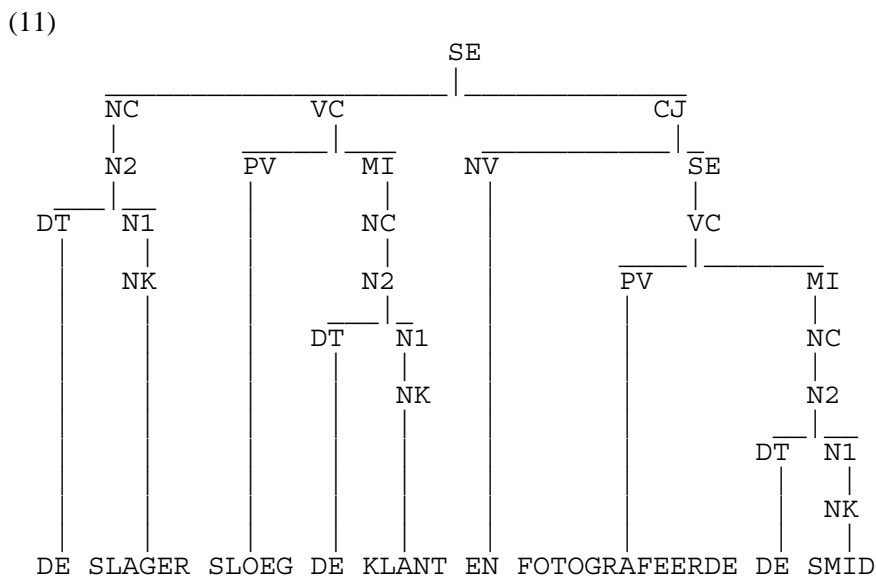 (11)
SE
NC VC CJ
N2 PV MI NV SE
DT N1 NC VC
NK N2 PV MI
DT N1 NC
NK N2
DT N1
NK
DE SLAGER SLOEG DE KLANT EN FOTOGRAFEERDE DE SMID